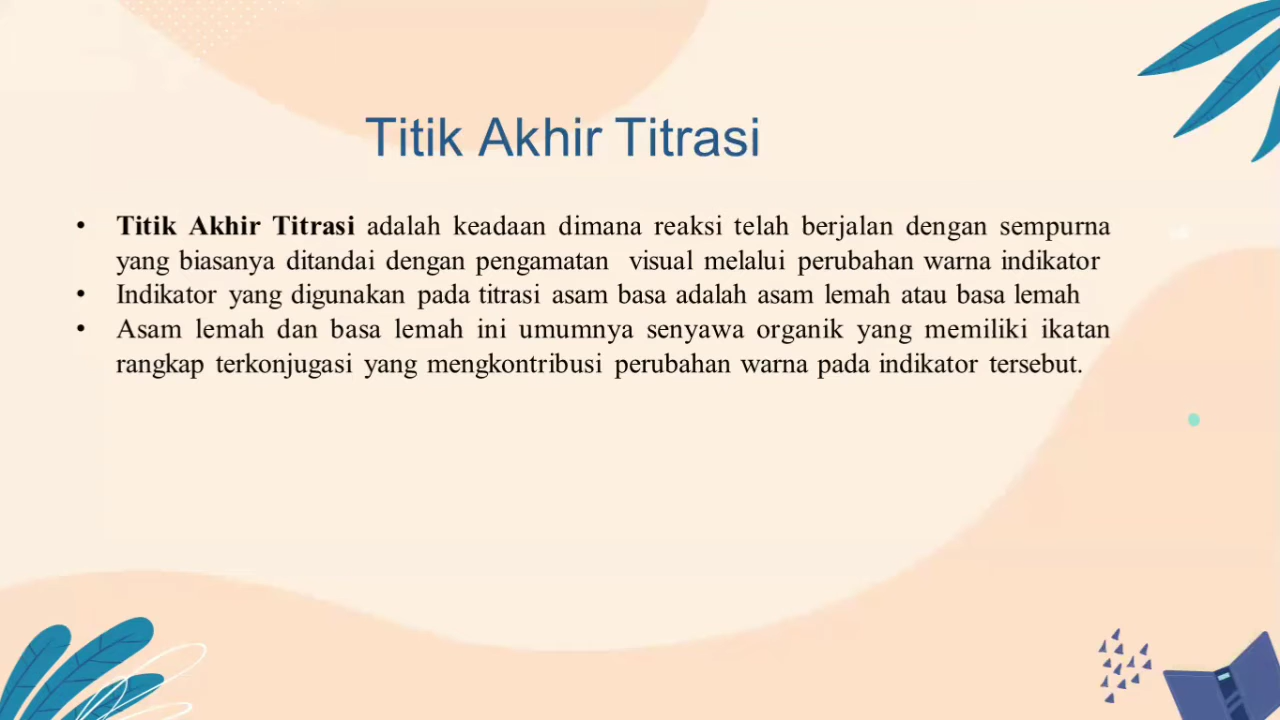 Titik Akhir Titrasi
• Titik Akhir Titrasi adalah keadaan dimana reaksi telah berjalan dengan sempurna
yang biasanya ditandai dengan pengamatan visual melalui perubahan warna indikator
• Indikator yang digunakan pada titrasi asam basa adalah asam lemah atau basa lemah
• Asam lemah dan basa lemah ini umumnya senyawa organik yang memiliki ikatan
rangkap terkonjugasi yang mengkontribusi perubahan warna pada indikator tersebut.